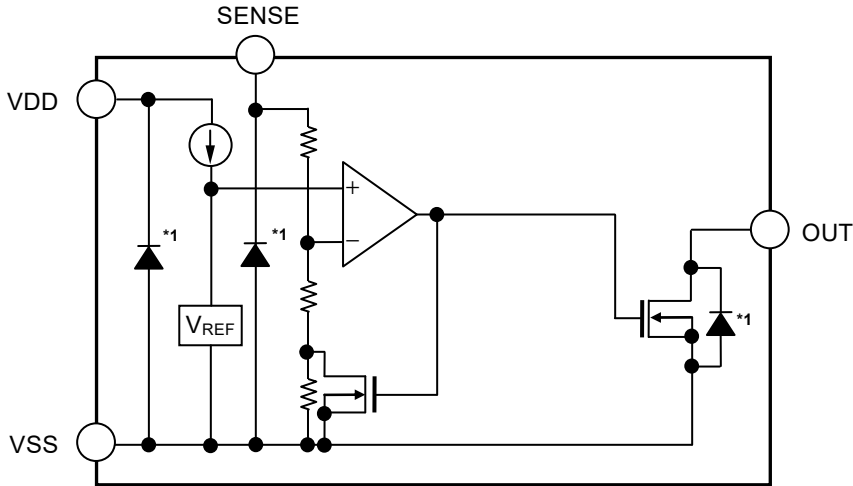 SENSE
VDD
*1
*1
+
−
OUT
*1
VREF
VSS